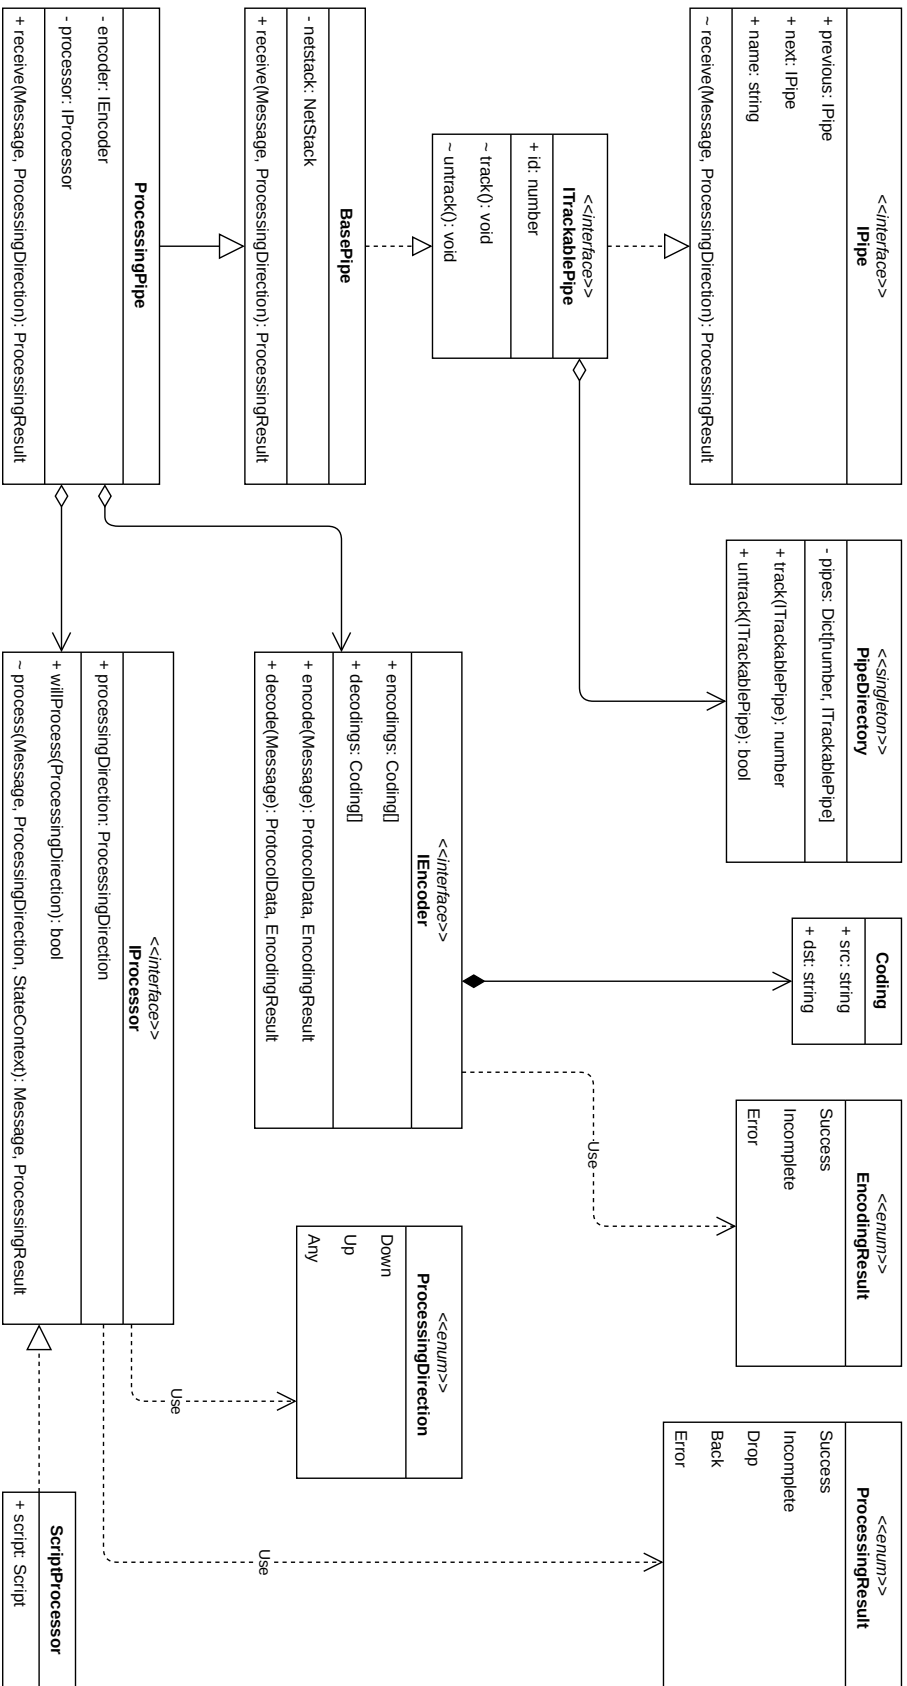 <<interface>>
IPipe
+ previous: IPipe
+ next: IPipe
+ name: string
~ receive(Message, ProcessingDirection): ProcessingResult
<<singleton>>
PipeDirectory
- pipes: Dict[number, ITrackablePipe]
+ track(ITrackablePipe): number
+ untrack(ITrackablePipe): bool
Coding
+ src: string
+ dst: string
<<enum>>
EncodingResult
Success
Incomplete
Error
<<enum>>
ProcessingResult
Success
Incomplete
Drop
Back
Error
<<interface>>
ITrackablePipe
+ id: number
~ track(): void
~ untrack(): void
Use
BasePipe
- netstack: NetStack
+ receive(Message, ProcessingDirection): ProcessingResult
<<interface>>
IEncoder
+ encodings: Coding[]
+ decodings: Coding[]
+ encode(Message): ProtocolData, EncodingResult
+ decode(Message): ProtocolData, EncodingResult
<<enum>>
ProcessingDirection
Down
Up
Any
Use
Use
ProcessingPipe
- encoder: IEncoder
- processor: IProcessor
+ receive(Message, ProcessingDirection): ProcessingResult
<<interface>>
IProcessor
+ processingDirection: ProcessingDirection
+ willProcess(ProcessingDirection): bool
~ process(Message, ProcessingDirection, StateContext): Message, ProcessingResult
ScriptProcessor
+ script: Script